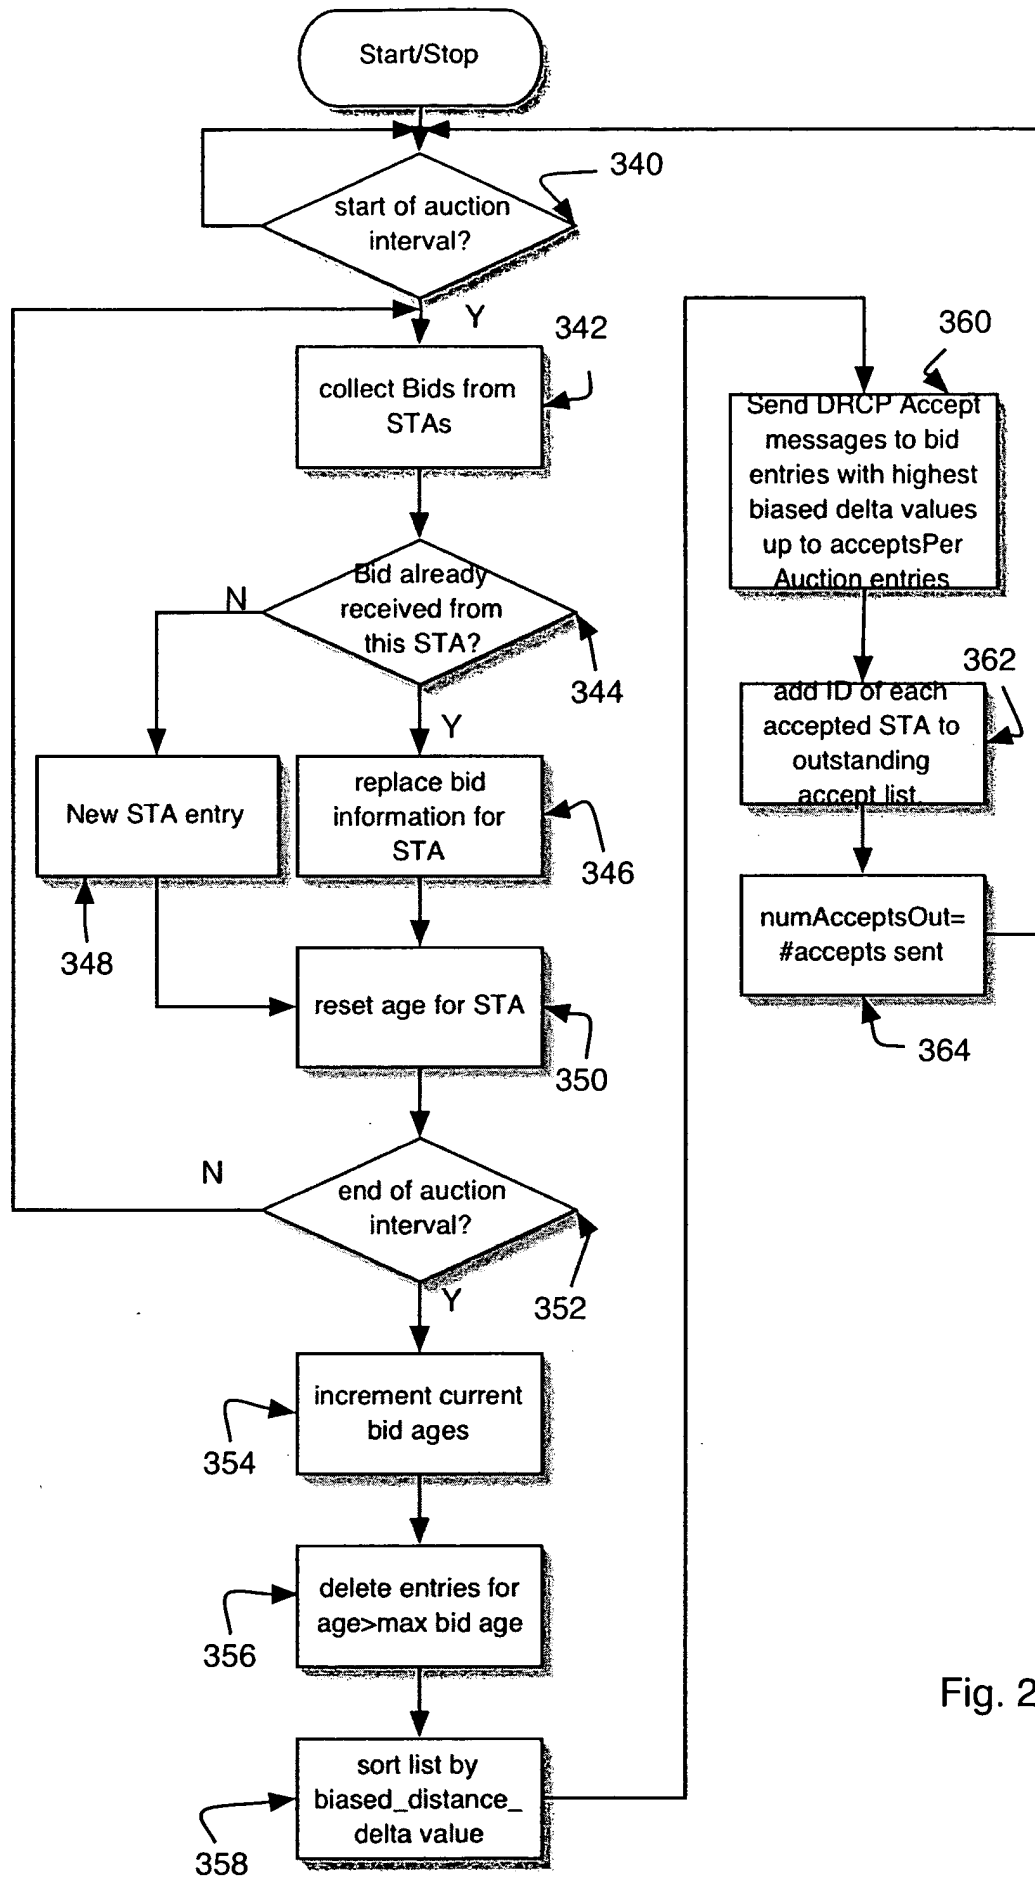 Start/Stop
340
start of auction
interval?
Y
342
collect Bids from
STAs
N
Bid already
received from
this STA?
344
Y
New STA entry
348
replace bid
information for
STA
346
reset age for STA
350
N
end of auction
interval?
352
Y
increment current
bid ages
354
delete entries for
age>max bid age
356
sort list by
biased_distance_
delta value
358
360
Send DRCP Accept
messages to bid
entries with highest
biased delta values
up to acceptsPer
Auction entries
362
add ID of each
accepted STA to
outstanding
accept list.
numAcceptsOut=
#accepts sent
364
Fig. 2